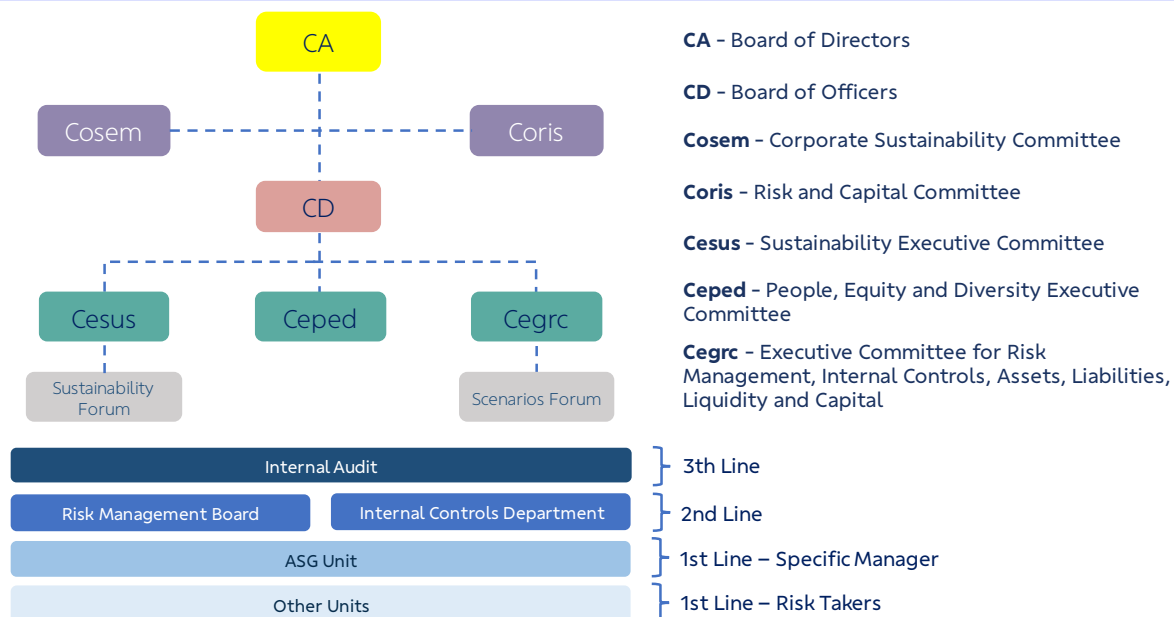 CA
Cosem
Coris
CD
Cesus
Ceped
Cegrc
Sustainability
Forum
Scenarios Forum
CA - Board of Directors
CD - Board of Officers
Cosem - Corporate Sustainability Committee
Coris - Risk and Capital Committee
Cesus - Sustainability Executive Committee
Ceped - People, Equity and Diversity Executive
Committee
Cegrc - Executive Committee for Risk
Management, Internal Controls, Assets, Liabilities,
Liquidity and Capital
Internal Audit
3th Line
Risk Management Board
Internal Controls Department
2nd Line
ASG Unit
1st Line – Specific Manager
Other Units
1st Line – Risk Takers